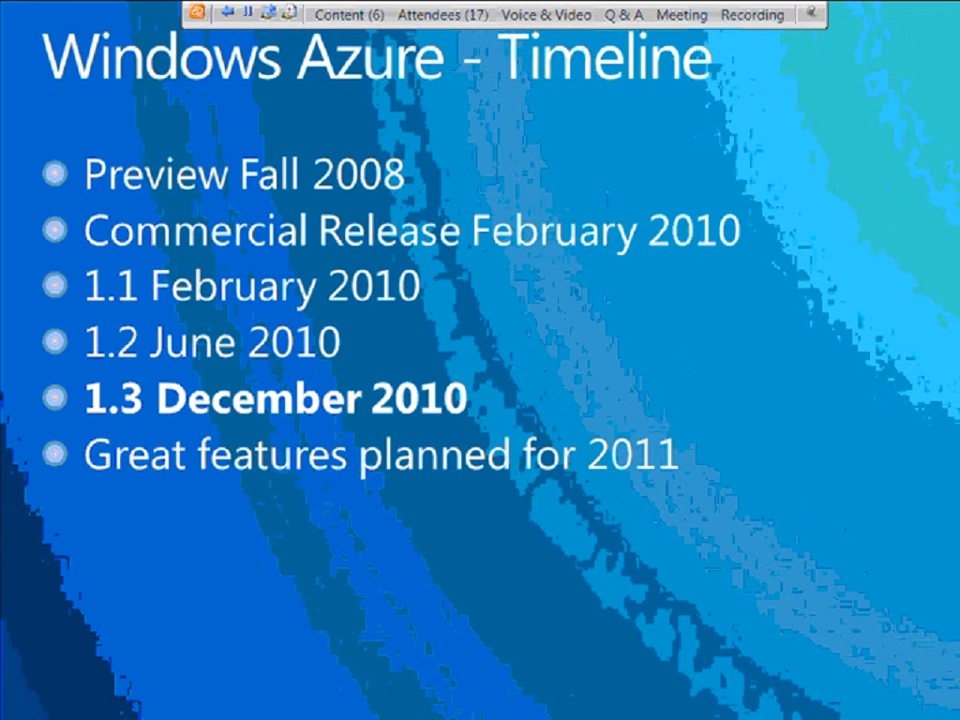 Content (6) Attendees (17) Voice & Video Q & A Meeting Recording
Windows Azure - Timeline
Preview Fall 2008
Commercial Release February 2010
1.1 February 2010
1.2 June 2010
1.3 December 2010
Great features planned for 2011